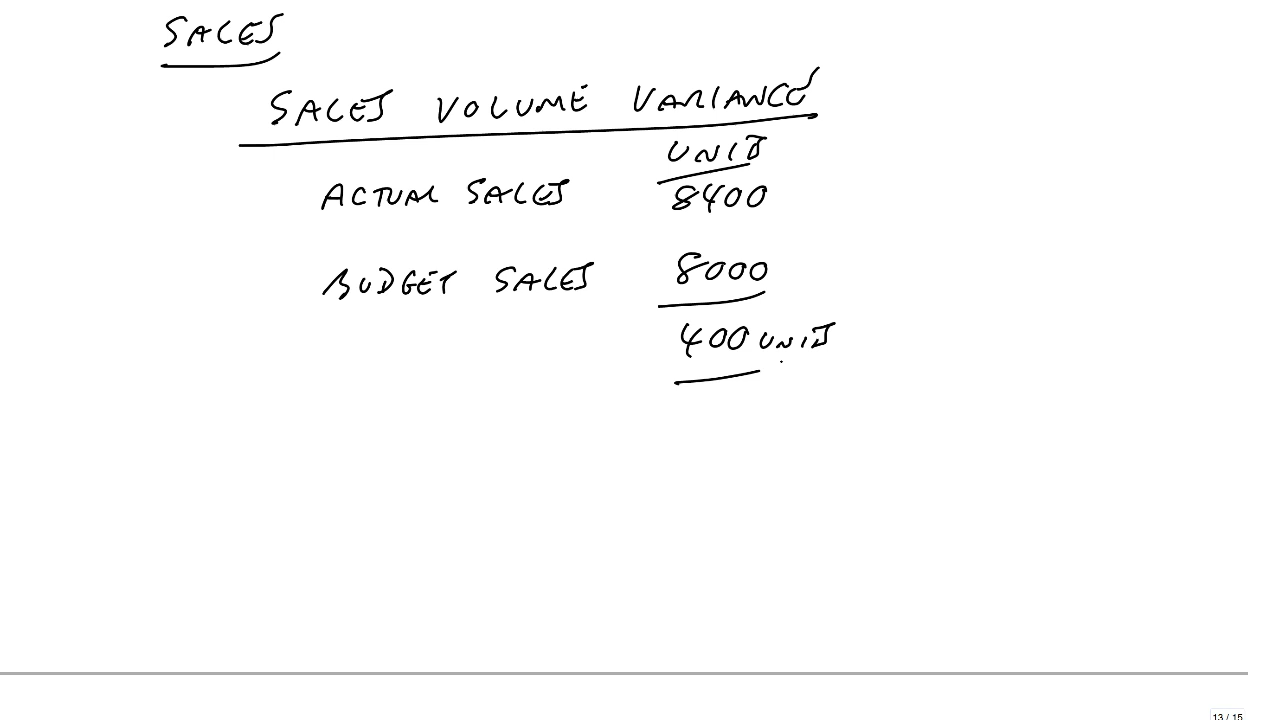 SALES
SALES VOLUME VARIANCE
UNITS
ACTUAL SALES 8400
BUDGET SALES 8000
400 UNITS
13 / 15